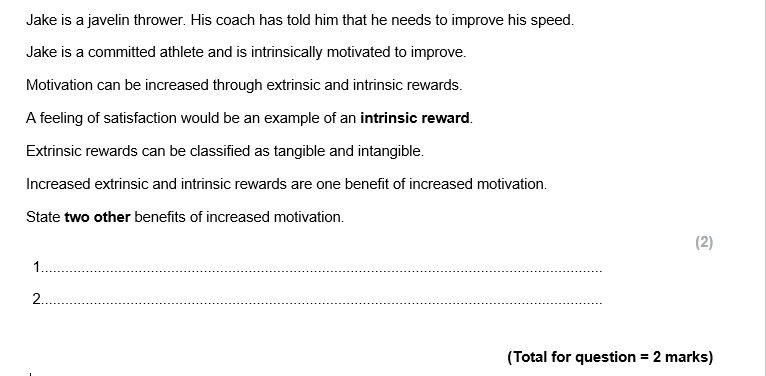 Jake is a javelin thrower. His coach has told him that he needs to improve his speed.
Jake is a committed athlete and is intrinsically motivated to improve.
Motivation can be increased through extrinsic and intrinsic rewards.
A feeling of satisfaction would be an example of an intrinsic reward.
Extrinsic rewards can be classified as tangible and intangible.
Increased extrinsic and intrinsic rewards are one benefit of increased motivation.
State two other benefits of increased motivation.
(2)
1............................................................................................................................................
2............................................................................................................................................
(Total for question = 2 marks)